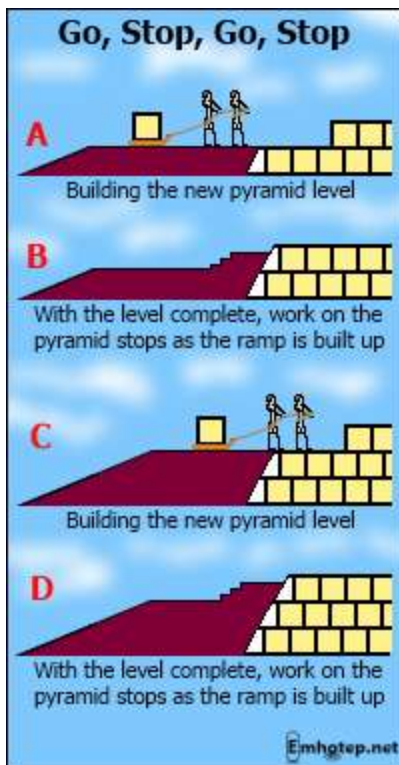 Go, Stop, Go, Stop
A
Building the new pyramid level
B
With the level complete, work on the
pyramid stops as the ramp is built up
C
Building the new pyramid level
D
With the level complete, work on the
pyramid stops as the ramp is built up
Emhotep.net